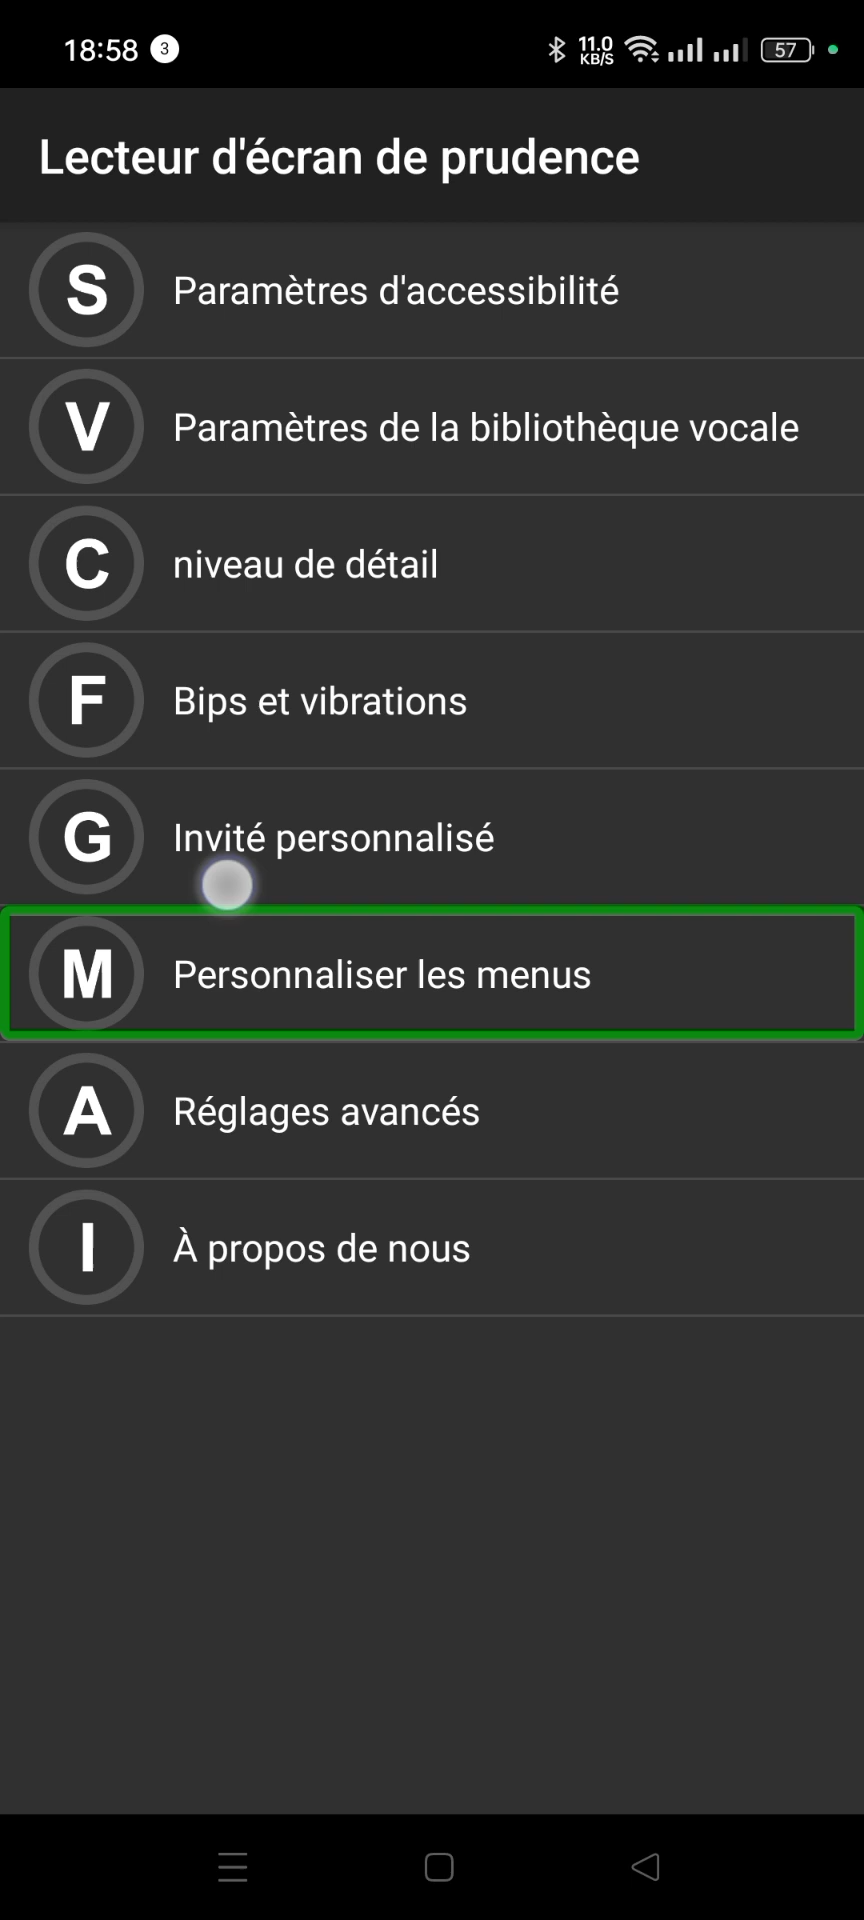 18:58 3 11.0 KB/S 57
Lecteur d'écran de prudence
S Paramètres d'accessibilité
V Paramètres de la bibliothèque vocale
C niveau de détail
F Bips et vibrations
G Invité personnalisé
M Personnaliser les menus
A Réglages avancés
I À propos de nous